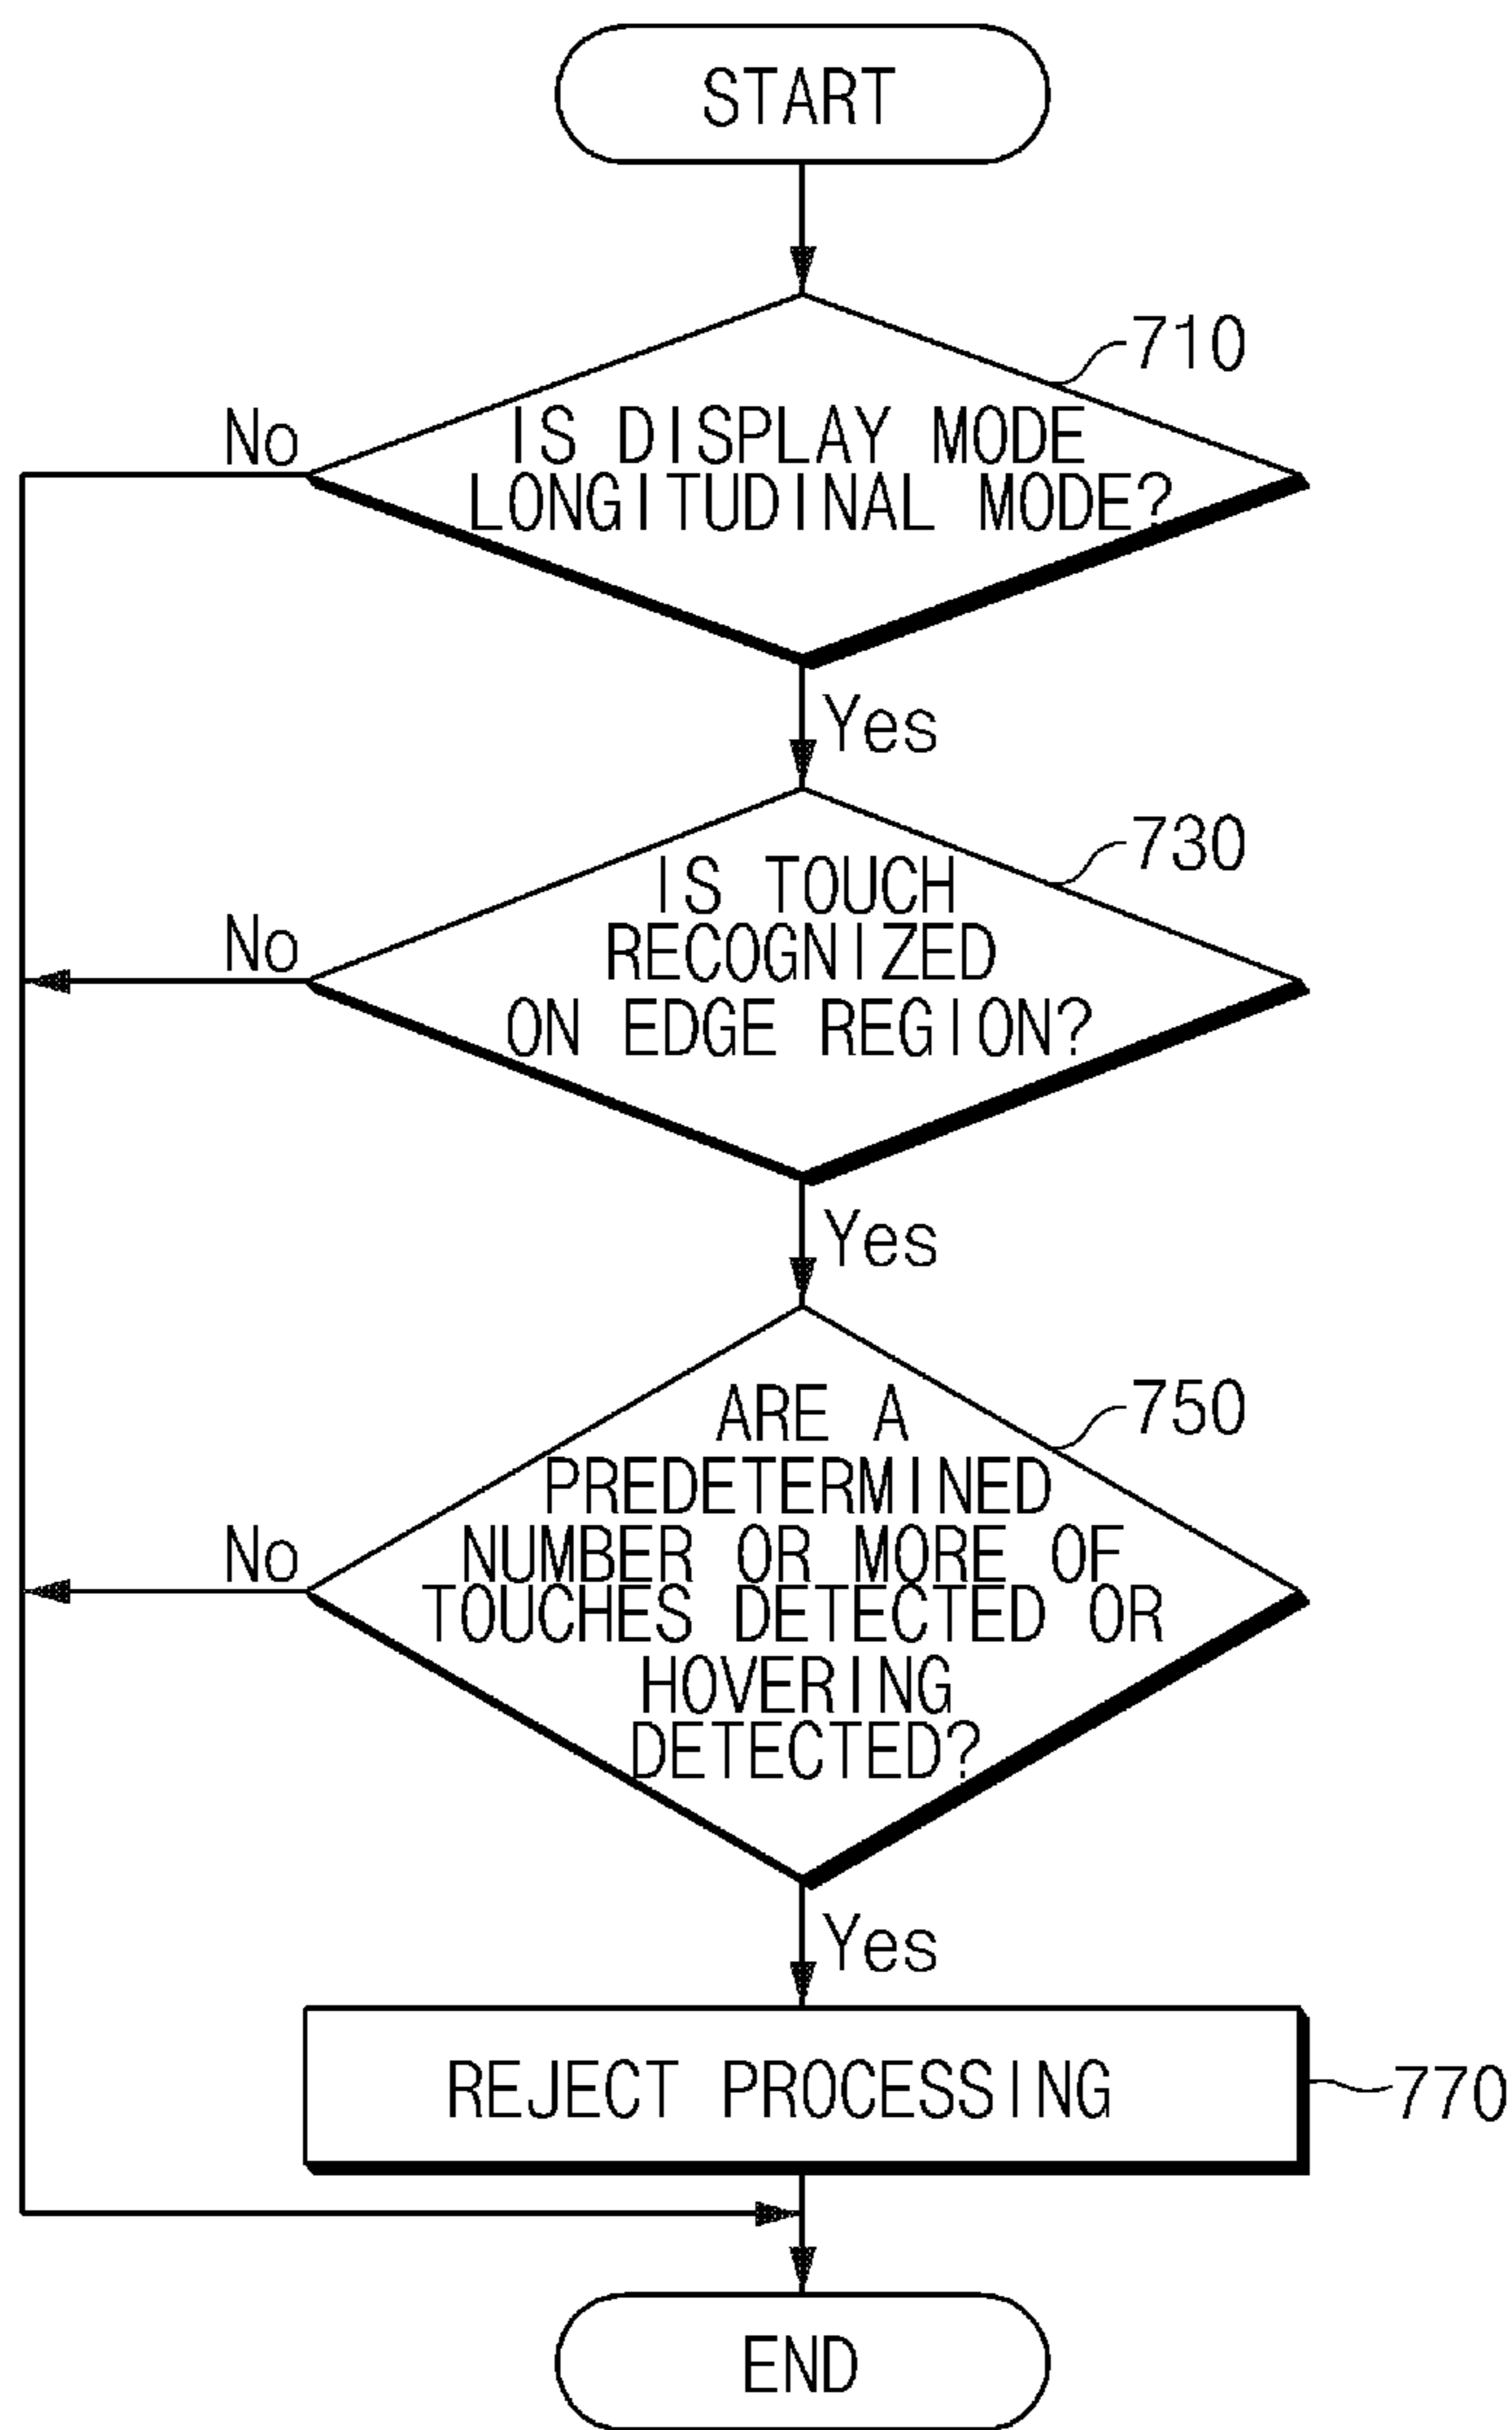 START
710
No
IS DISPLAY MODE
LONGITUDINAL MODE?
Yes
730
No
IS TOUCH
RECOGNIZED
ON EDGE REGION?
Yes
750
ARE A
PREDETERMINED
No
NUMBER OR MORE OF
TOUCHES DETECTED OR
HOVERING
DETECTED?
Yes
REJECT PROCESSING
770
END